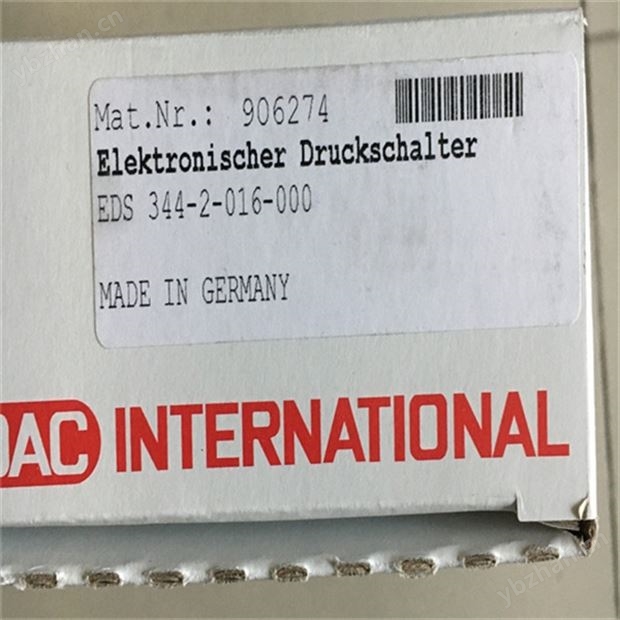 Mat.Nr.: 906274
Elektronischer Druckschalter
EDS 344-2-016-000
MADE IN GERMANY
DAC INTERNATIONAL